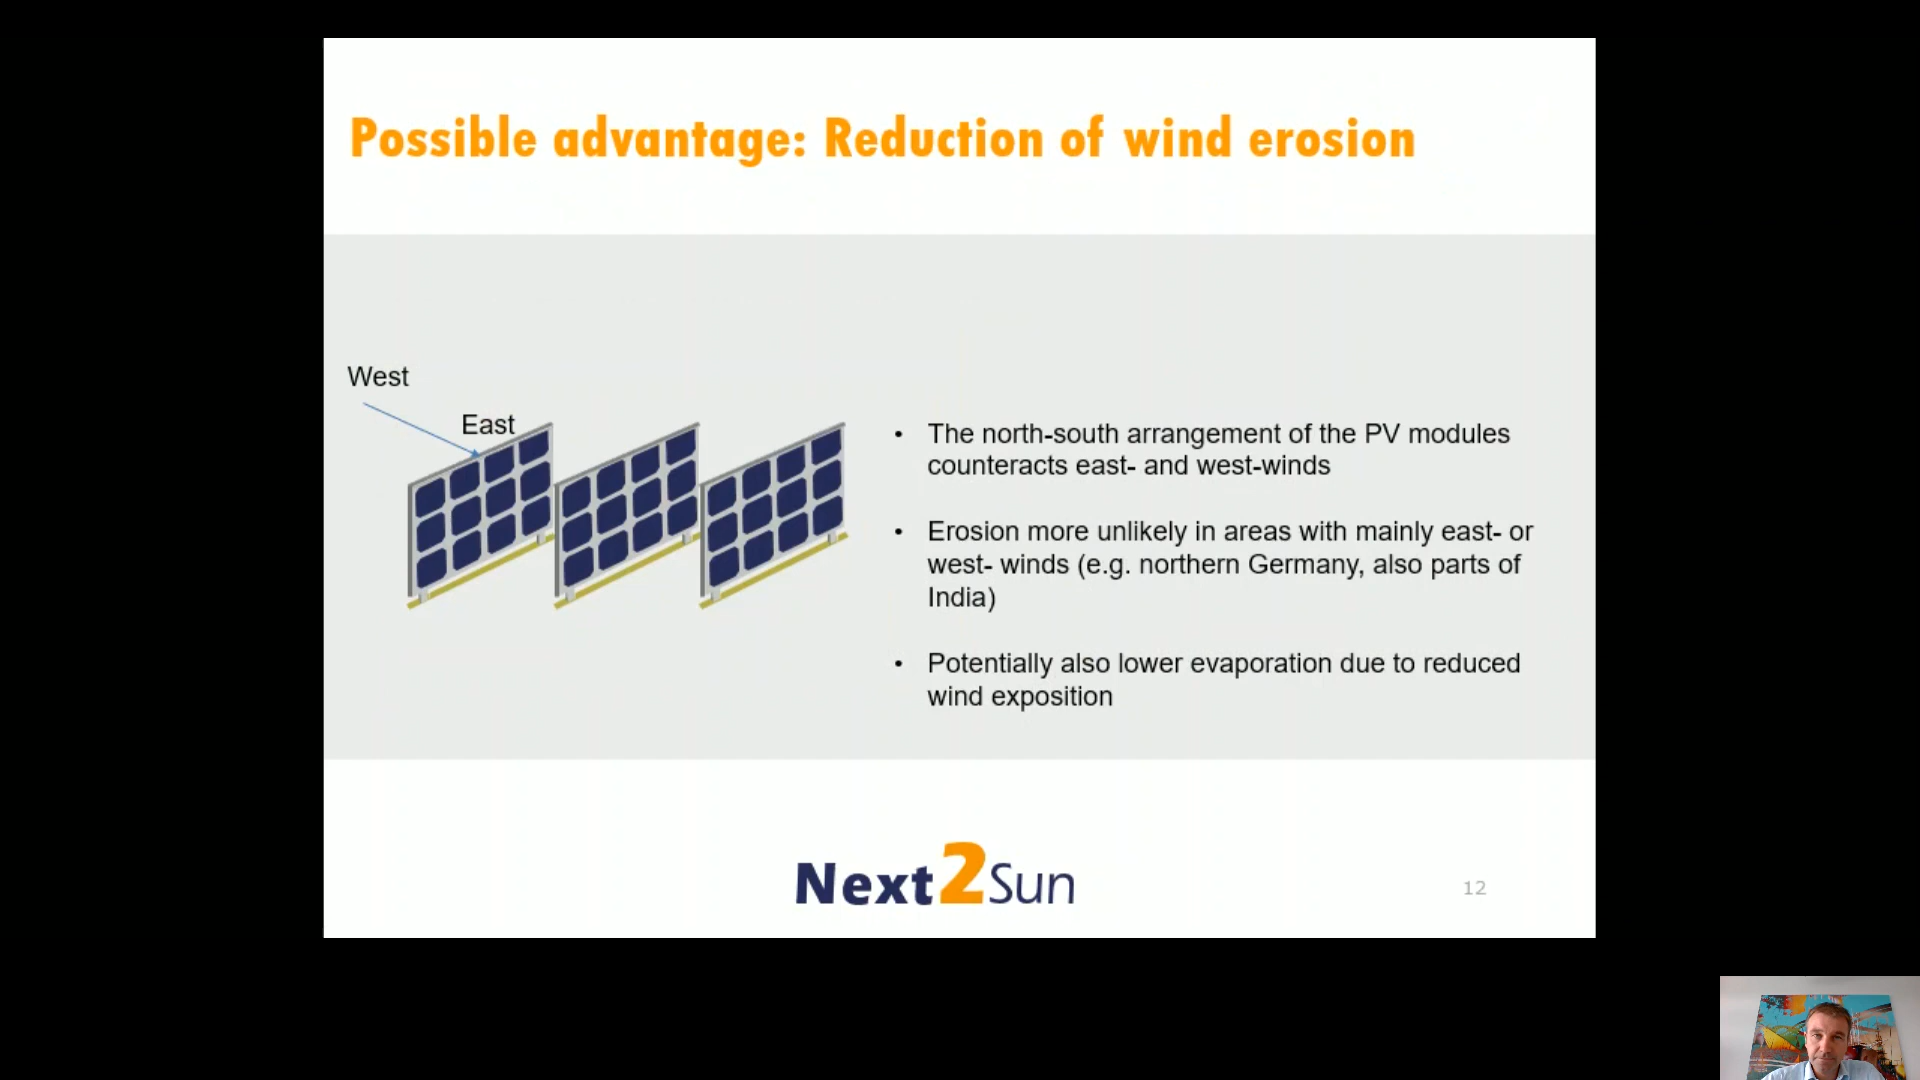 Possible advantage: Reduction of wind erosion
West
East
• The north-south arrangement of the PV modules
counteracts east- and west-winds
• Erosion more unlikely in areas with mainly east- or
west- winds (e.g. northern Germany, also parts of
India)
• Potentially also lower evaporation due to reduced
wind exposition
Next2Sun
12